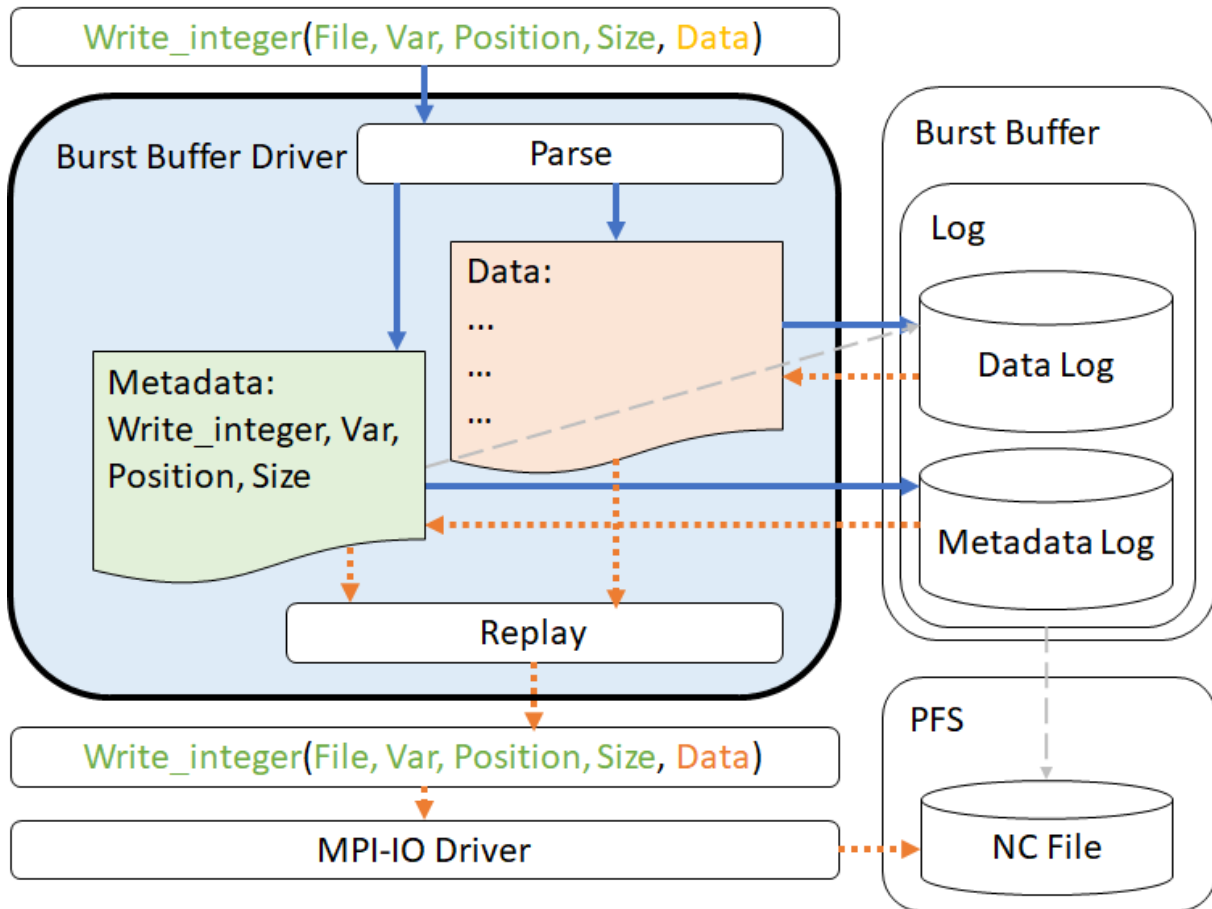 Write_integer(File, Var, Position, Size, Data)
Burst Buffer Driver
Parse
Burst Buffer
Log
Data:
...
...
...
Data Log
Metadata:
Write_integer, Var,
Position, Size
Metadata Log
Replay
PFS
Write_integer(File, Var, Position, Size, Data)
MPI-IO Driver
NC File